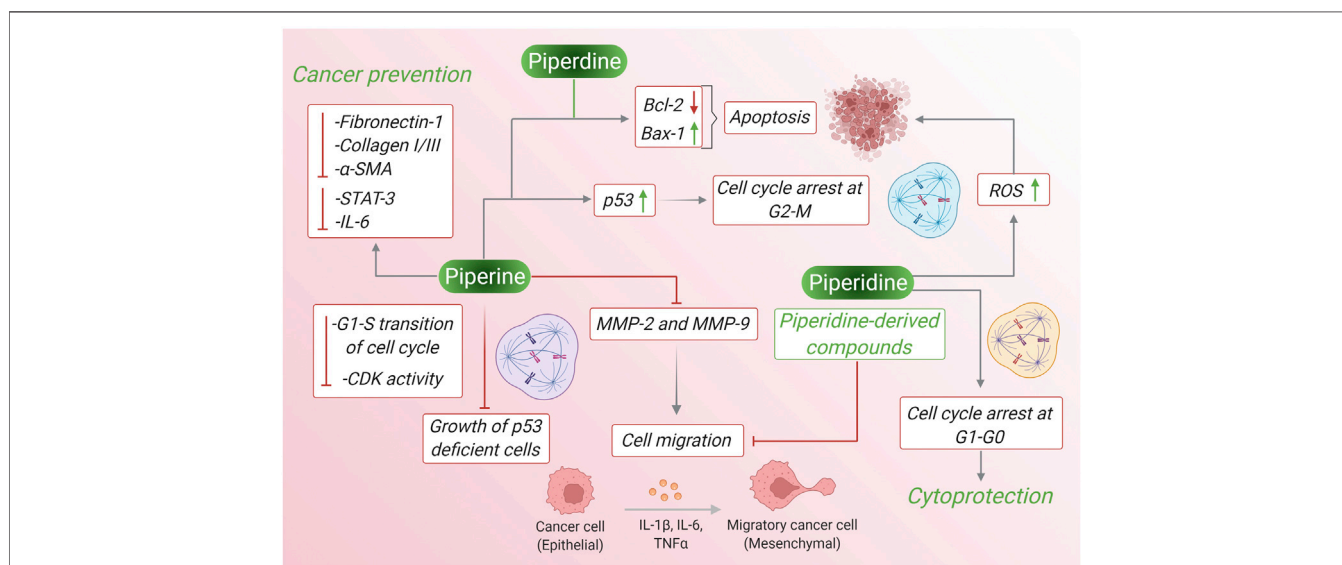 Piperdine
Cancer prevention
-Fibronectin-1
-Collagen I/III
-α-SMA
-STAT-3
-IL-6
Bcl-2
Bax-1
Apoptosis
p53
Cell cycle arrest at
G2-M
ROS
Piperine
Piperidine
-G1-S transition
of cell cycle
-CDK activity
MMP-2 and MMP-9
Piperidine-derived
compounds
Growth of p53
deficient cells
Cell migration
Cell cycle arrest at
G1-G0
Cytoprotection
Cancer cell
(Epithelial)
IL-1β, IL-6,
TNFα
Migratory cancer cell
(Mesenchymal)